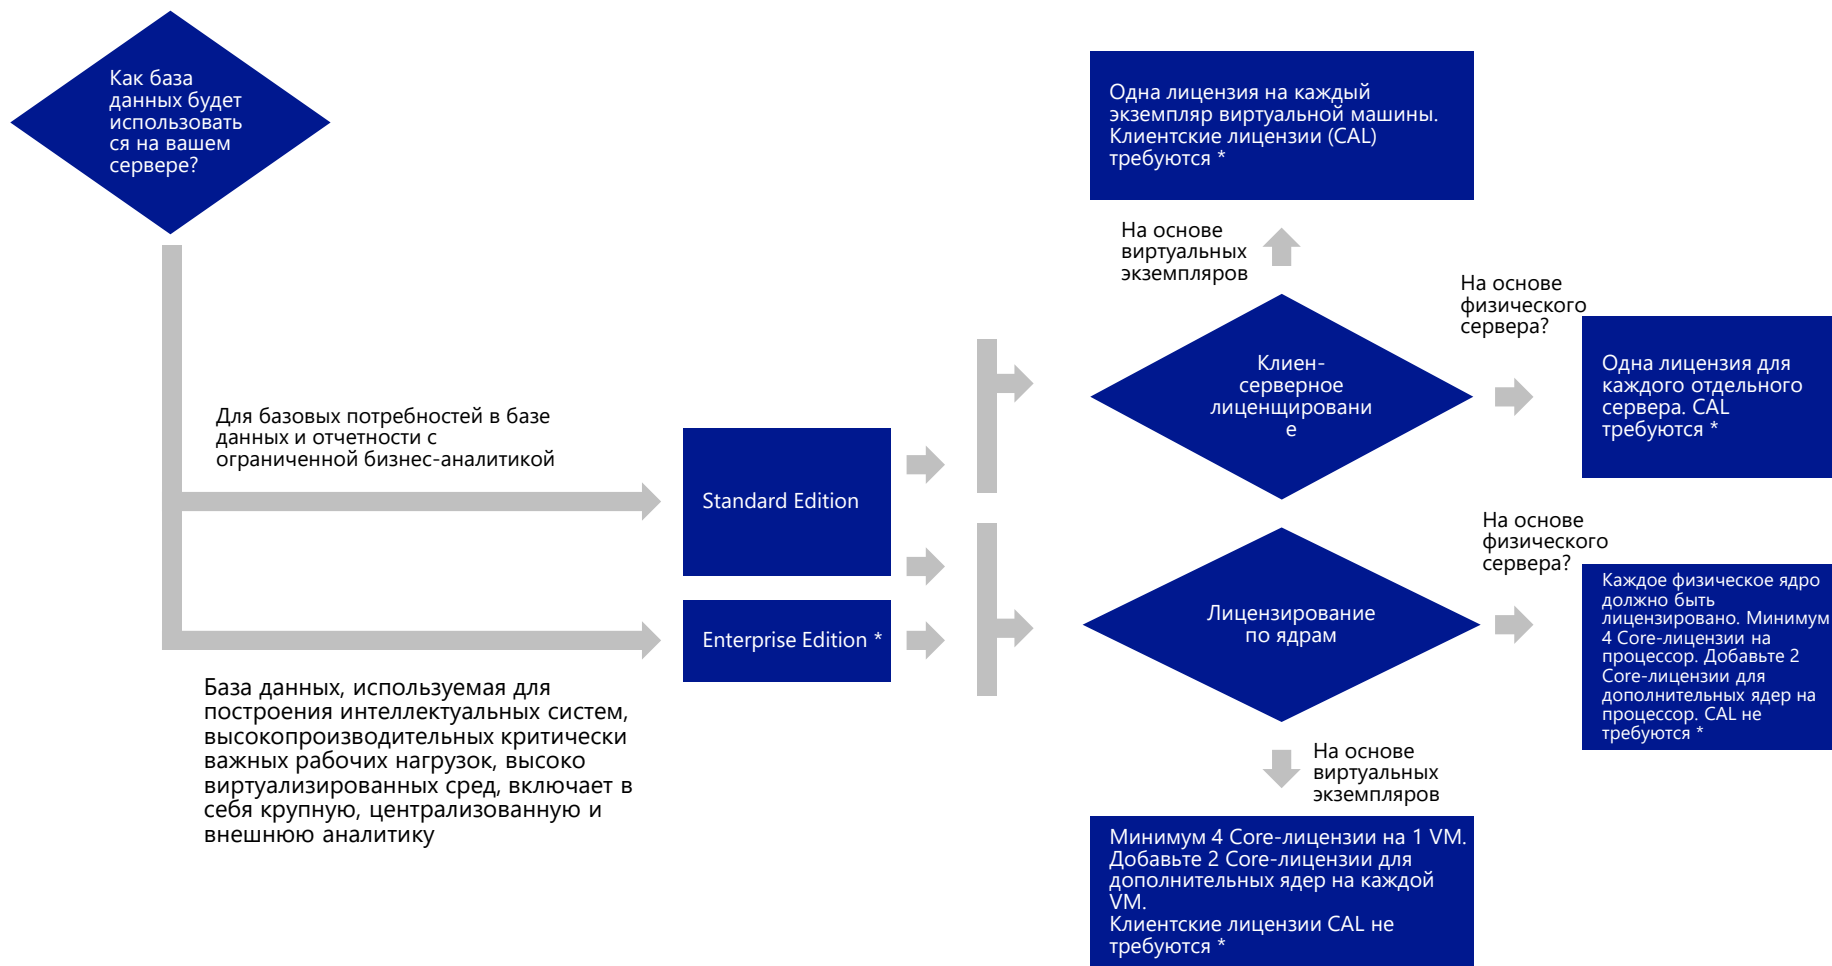 Как база
данных будет
использовать
ся на вашем
сервере?
Для базовых потребностей в базе
данных и отчетности с
ограниченной бизнес-аналитикой
Standard Edition
Enterprise Edition *
База данных, используемая для
построения интеллектуальных систем,
высокопроизводительных критически
важных рабочих нагрузок, высоко
виртуализированных сред, включает в
себя крупную, централизованную и
внешнюю аналитику
Одна лицензия на каждый
экземпляр виртуальной машины.
Клиентские лицензии (CAL)
требуются *
На основе
виртуальных
экземпляров
Клиен-
серверное
лиценщировани
е
На основе
физического
сервера?
Одна лицензия для
каждого отдельного
сервера. CAL
требуются *
Лицензирование
по ядрам
На основе
физического
сервера?
Каждое физическое ядро
должно быть
лицензировано. Минимум
4 Core-лицензии на
процессор. Добавьте 2
Core-лицензии для
дополнительных ядер на
процессор. CAL не
требуются *
На основе
виртуальных
экземпляров
Минимум 4 Core-лицензии на 1 VM.
Добавьте 2 Core-лицензии для
дополнительных ядер на каждой
VM.
Клиентские лицензии CAL не
требуются *